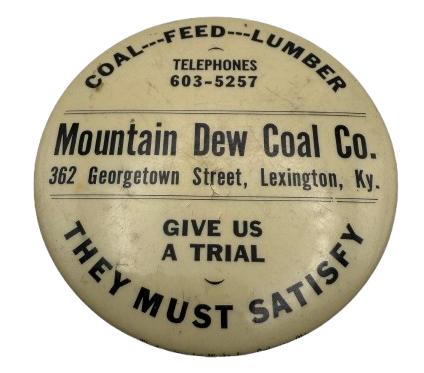 COAL---FEED---LUMBER
TELEPHONES
603-5257
Mountain Dew Coal Co.
362 Georgetown Street, Lexington, Ky.
GIVE US
A TRIAL
THEY MUST SATISFY